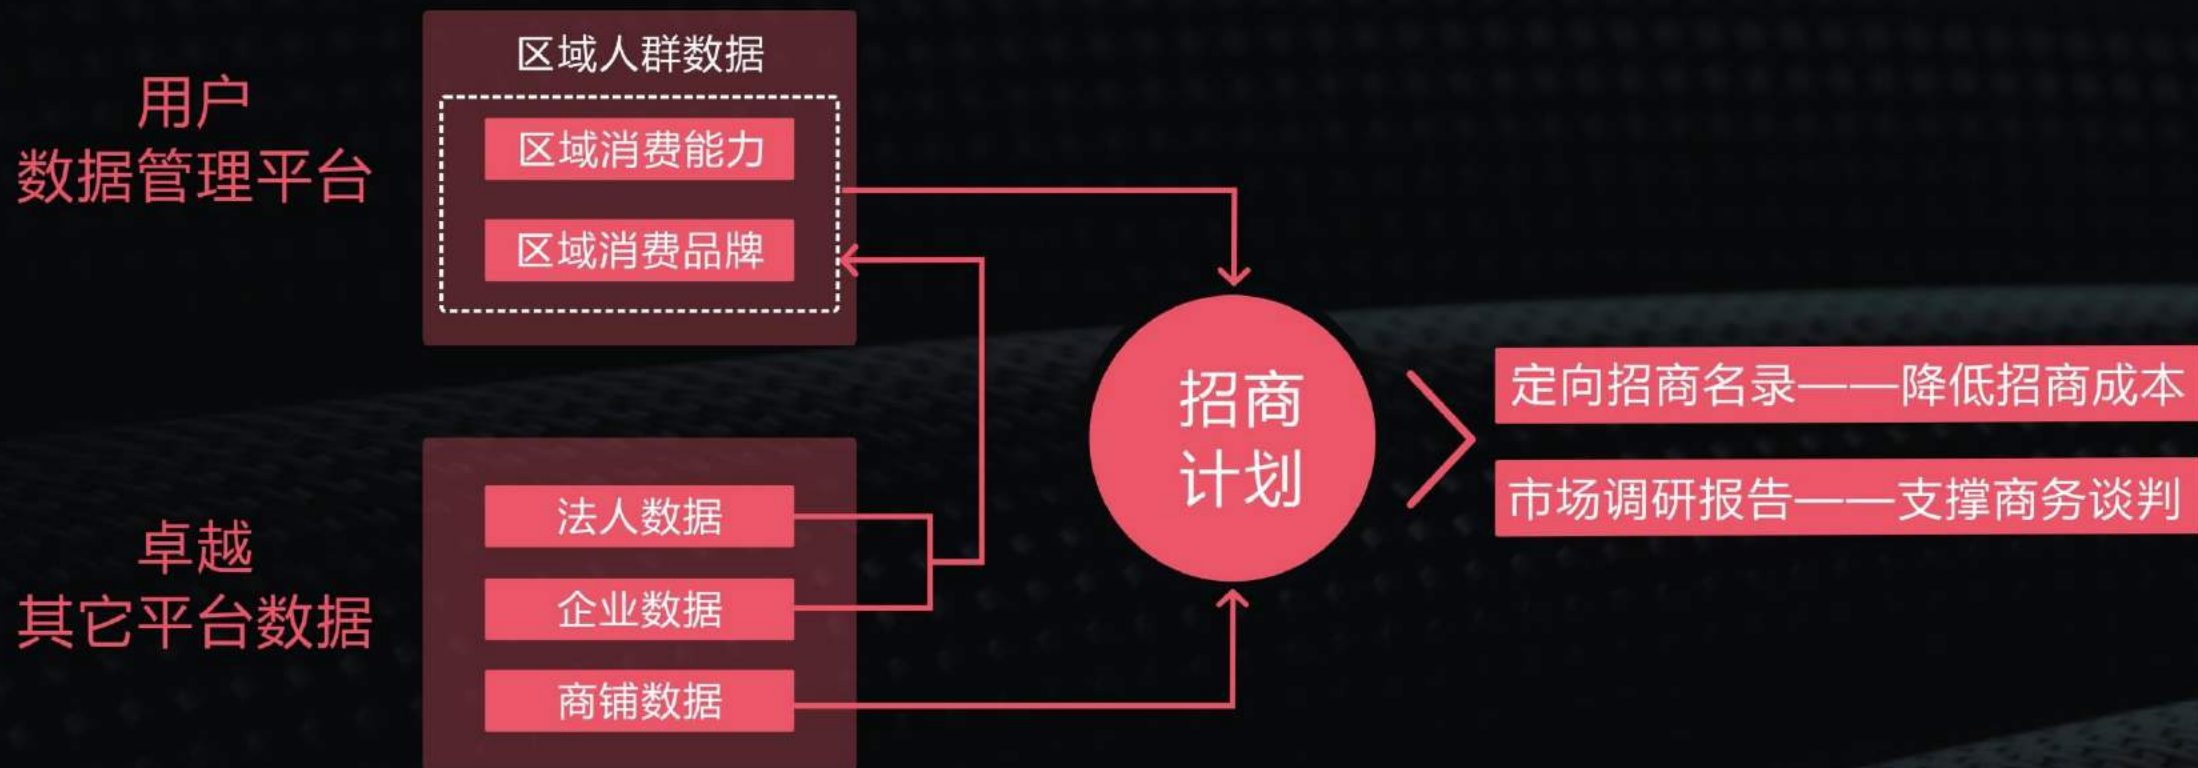 用户
数据管理平台
区域人群数据
区域消费能力
区域消费品牌
卓越
其它平台数据
法人数据
企业数据
商铺数据
招商
计划
定向招商名录——降低招商成本
市场调研报告——支撑商务谈判